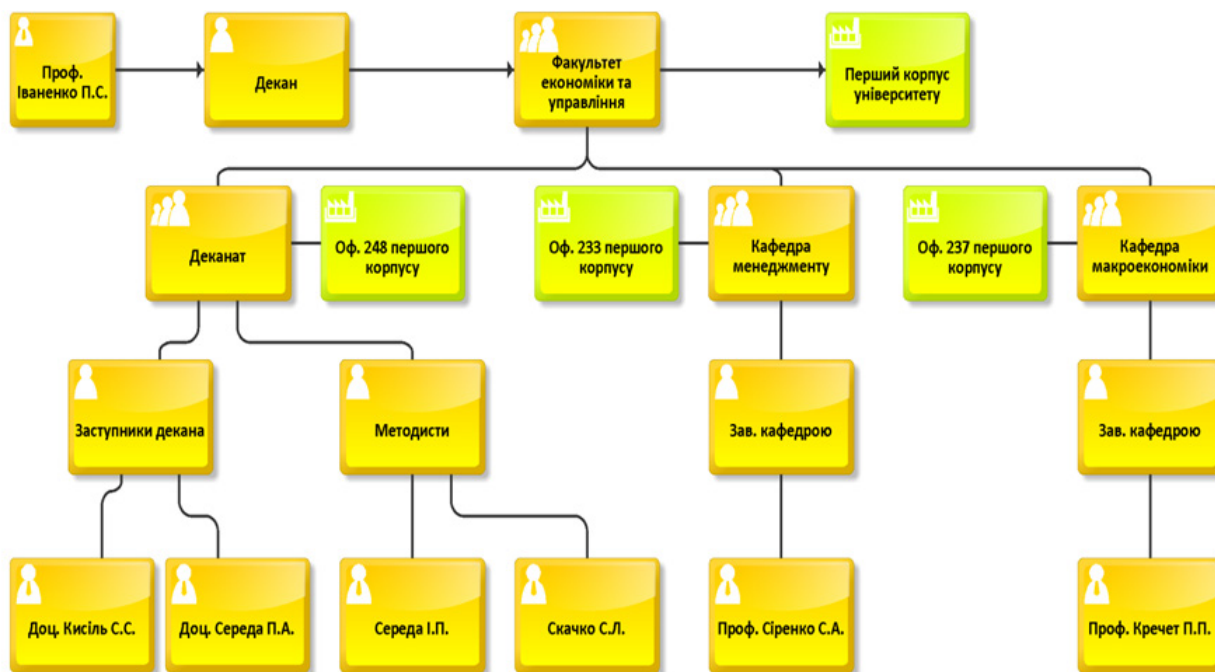 Проф.
Іваненко П.С.
Декан
Факультет
економіки та
управління
Перший корпус
університету
Деканат
Оф. 248 першого
корпусу
Оф. 233 першого
корпусу
Кафедра
менеджменту
Оф. 237 першого
корпусу
Кафедра
макроекономіки
Заступники декана
Методисти
Зав. кафедрою
Зав. кафедрою
Доц. Кисіль С.С.
Доц. Середа П.А.
Середа І.П.
Скачко С.Л.
Проф. Сіренко С.А.
Проф. Кречет П.П.